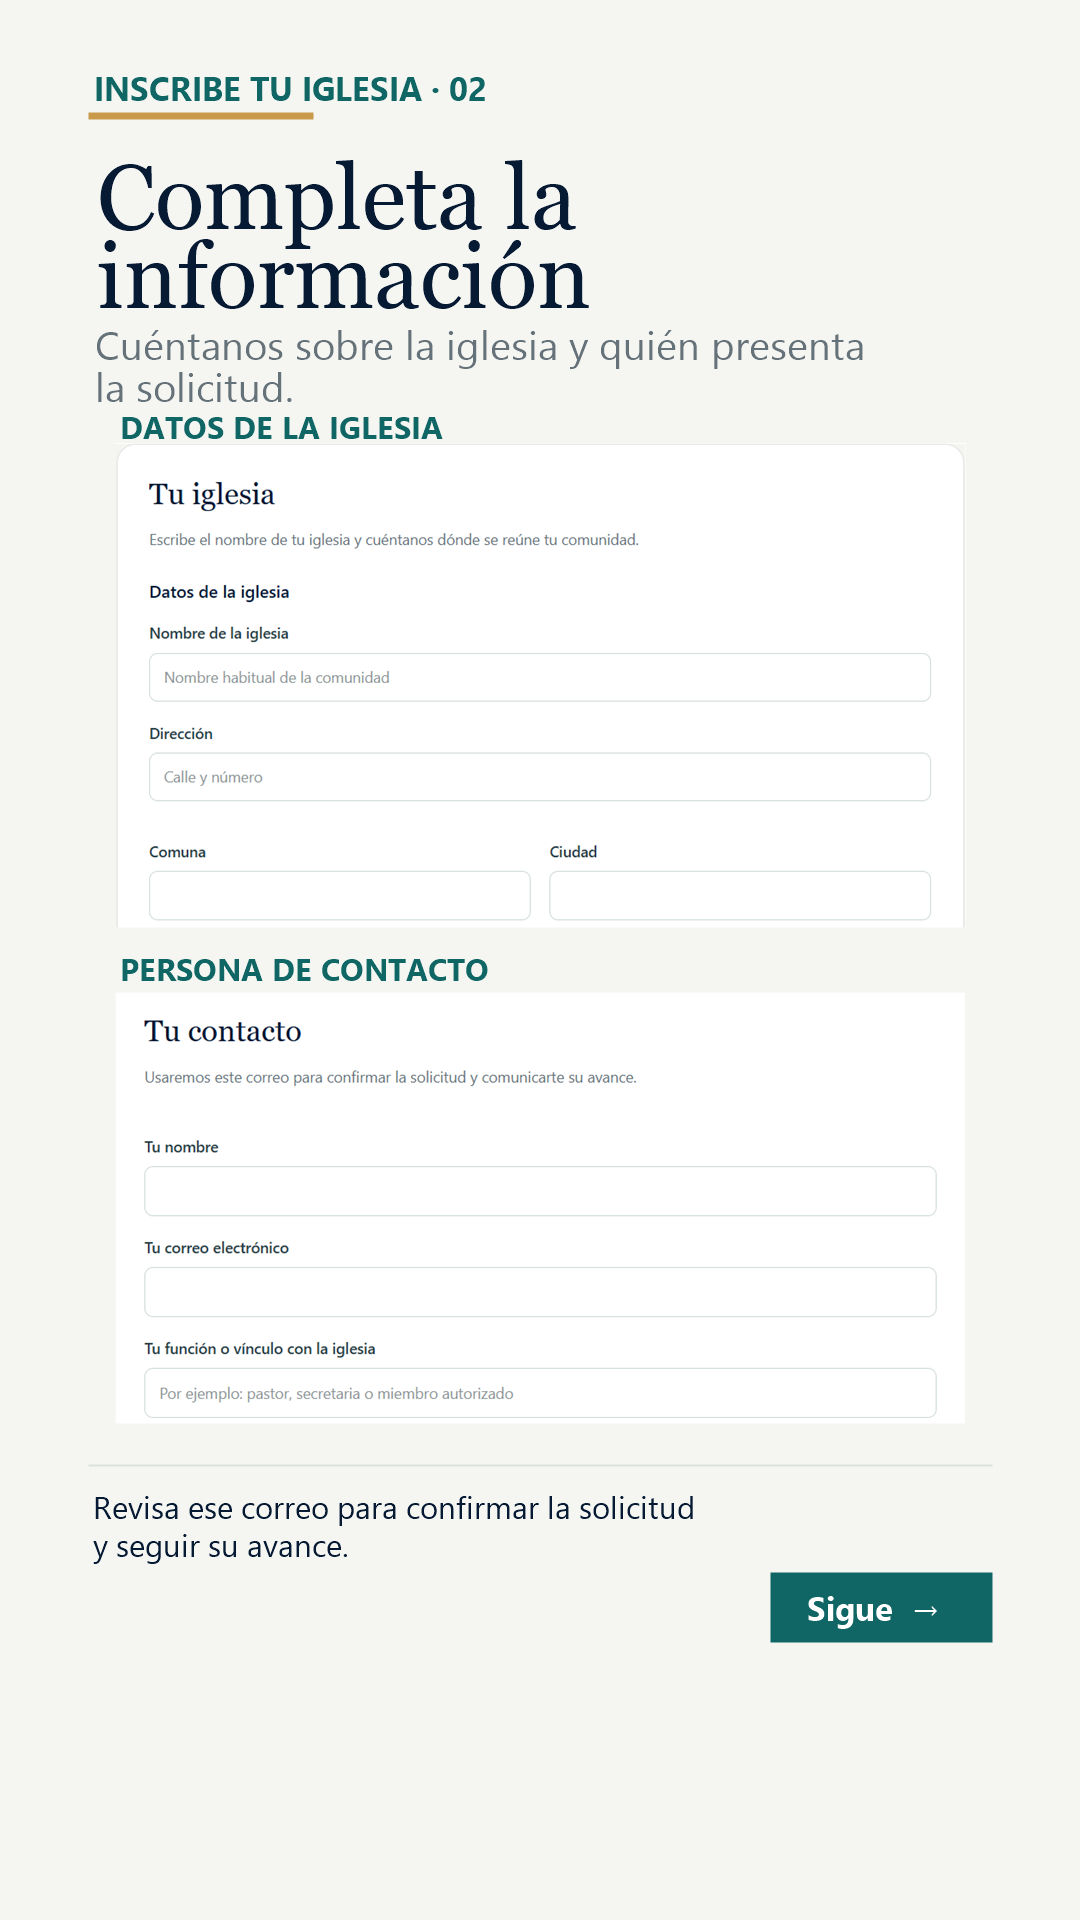 INSCRIBE TU IGLESIA · 02
Completa la
información
Cuéntanos sobre la iglesia y quién presenta
la solicitud.
DATOS DE LA IGLESIA
Tu iglesia
Escribe el nombre de tu iglesia y cuéntanos dónde se reúne tu comunidad.
Datos de la iglesia
Nombre de la iglesia
Nombre habitual de la comunidad
Dirección
Calle y número
Comuna Ciudad
PERSONA DE CONTACTO
Tu contacto
Usaremos este correo para confirmar la solicitud y comunicarte su avance.
Tu nombre
Tu correo electrónico
Tu función o vínculo con la iglesia
Por ejemplo: pastor, secretaria o miembro autorizado
Revisa ese correo para confirmar la solicitud
y seguir su avance.
Sigue →